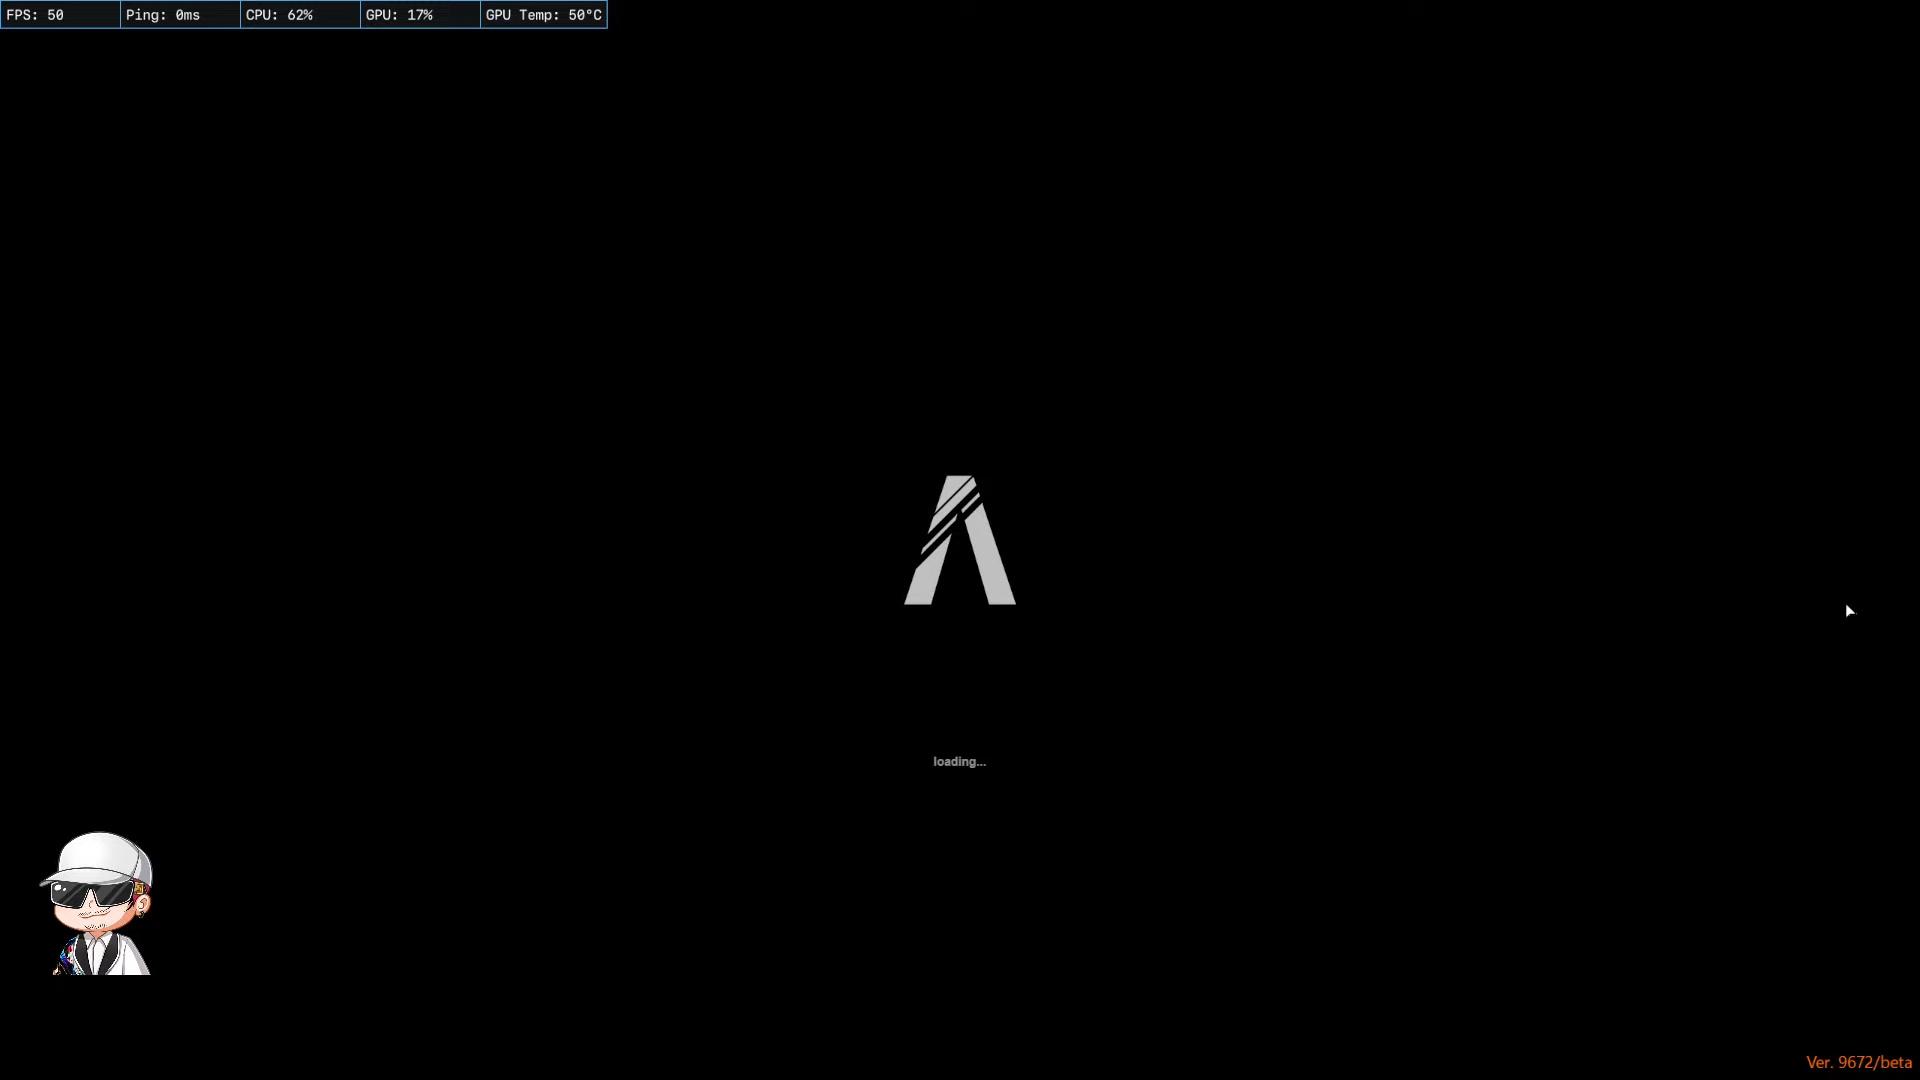 FPS: 50 Ping: 0ms CPU: 62% GPU: 17% GPU Temp: 50°C
loading...
Ver. 9672/beta